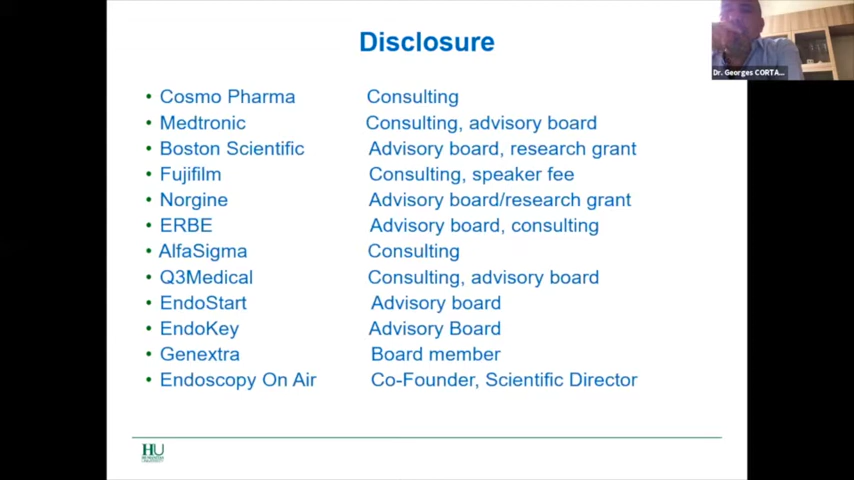 Disclosure
Dr. Georges CORTA...
• Cosmo Pharma Consulting
• Medtronic Consulting, advisory board
• Boston Scientific Advisory board, research grant
• Fujifilm Consulting, speaker fee
• Norgine Advisory board/research grant
• ERBE Advisory board, consulting
• AlfaSigma Consulting
• Q3Medical Consulting, advisory board
• EndoStart Advisory board
• EndoKey Advisory Board
• Genextra Board member
• Endoscopy On Air Co-Founder, Scientific Director
HU